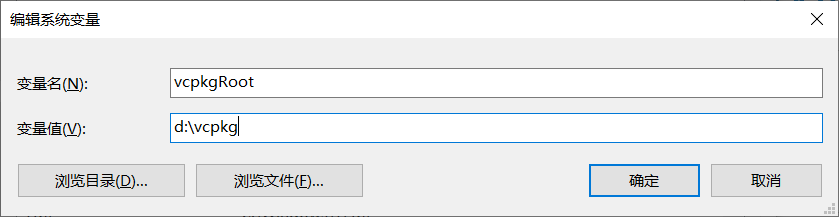 编辑系统变量
变量名(N):
vcpkgRoot
变量值(V):
d:\vcpkg
浏览目录(D)...
浏览文件(F)...
确定
取消